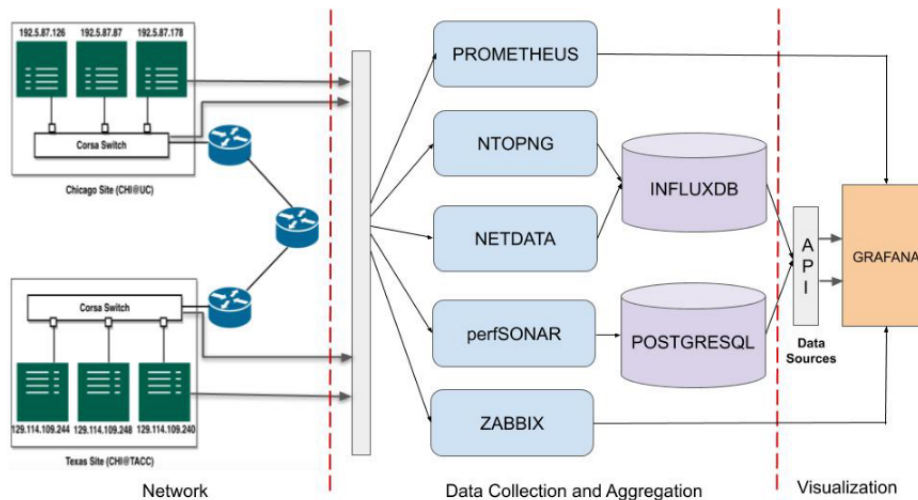 192.5.87.126 192.5.87.87 192.5.87.178
Corsa Switch
Chicago Site (CHI@UC)
Corsa Switch
129.114.109.244 129.114.109.248 129.114.109.240
Texas Site (CHI@TACC)
Network
PROMETHEUS
NTOPNG
NETDATA
perfSONAR
ZABBIX
INFLUXDB
POSTGRESQL
Data Collection and Aggregation
API
Data
Sources
GRAFANA
Visualization